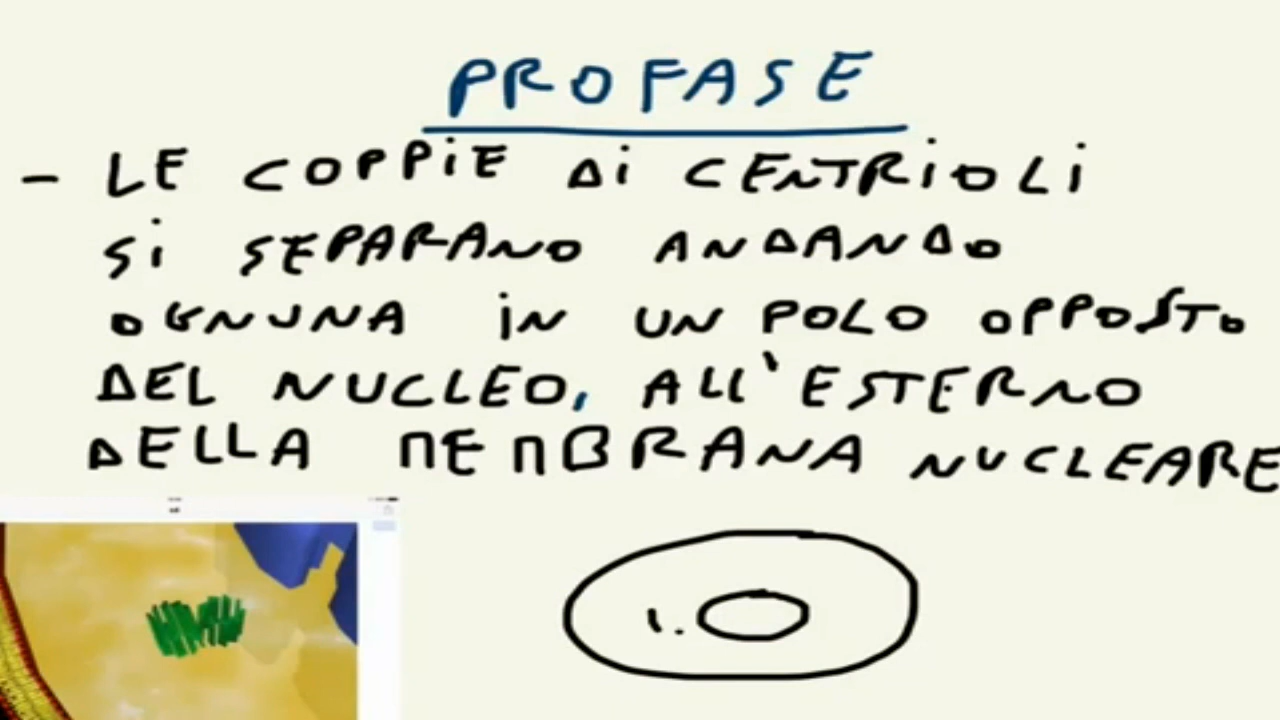 PROFASE
- LE COPPiE Di CENTRiOLi
Si SEPARANO ANDANDO
OGNUNA iN UN POLO OPPOSTO
DEL NUCLEO, ALL'ESTERNO
DELLA MEMBRANA NUCLEARE